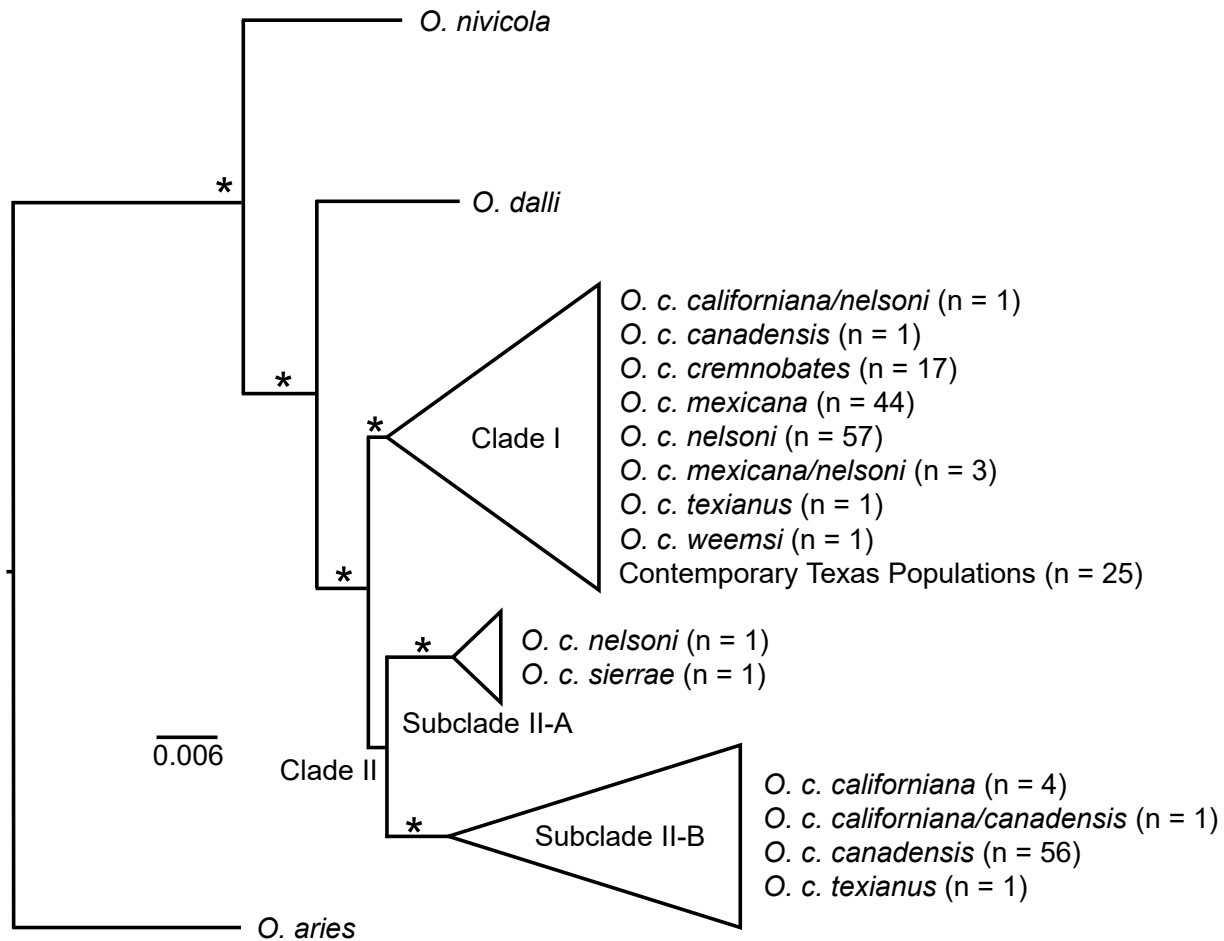 O. nivicola
*
O. dalli
*
O. c. californiana/nelsoni (n = 1)
O. c. canadensis (n = 1)
O. c. cremnobates (n = 17)
O. c. mexicana (n = 44)
*
Clade I
O. c. nelsoni (n = 57)
O. c. mexicana/nelsoni (n = 3)
O. c. texianus (n = 1)
O. c. weemsi (n = 1)
*
Contemporary Texas Populations (n = 25)
*
O. c. nelsoni (n = 1)
O. c. sierrae (n = 1)
Subclade II-A
0.006
Clade II
O. c. californiana (n = 4)
O. c. californiana/canadensis (n = 1)
*
Subclade II-B
O. c. canadensis (n = 56)
O. c. texianus (n = 1)
O. aries